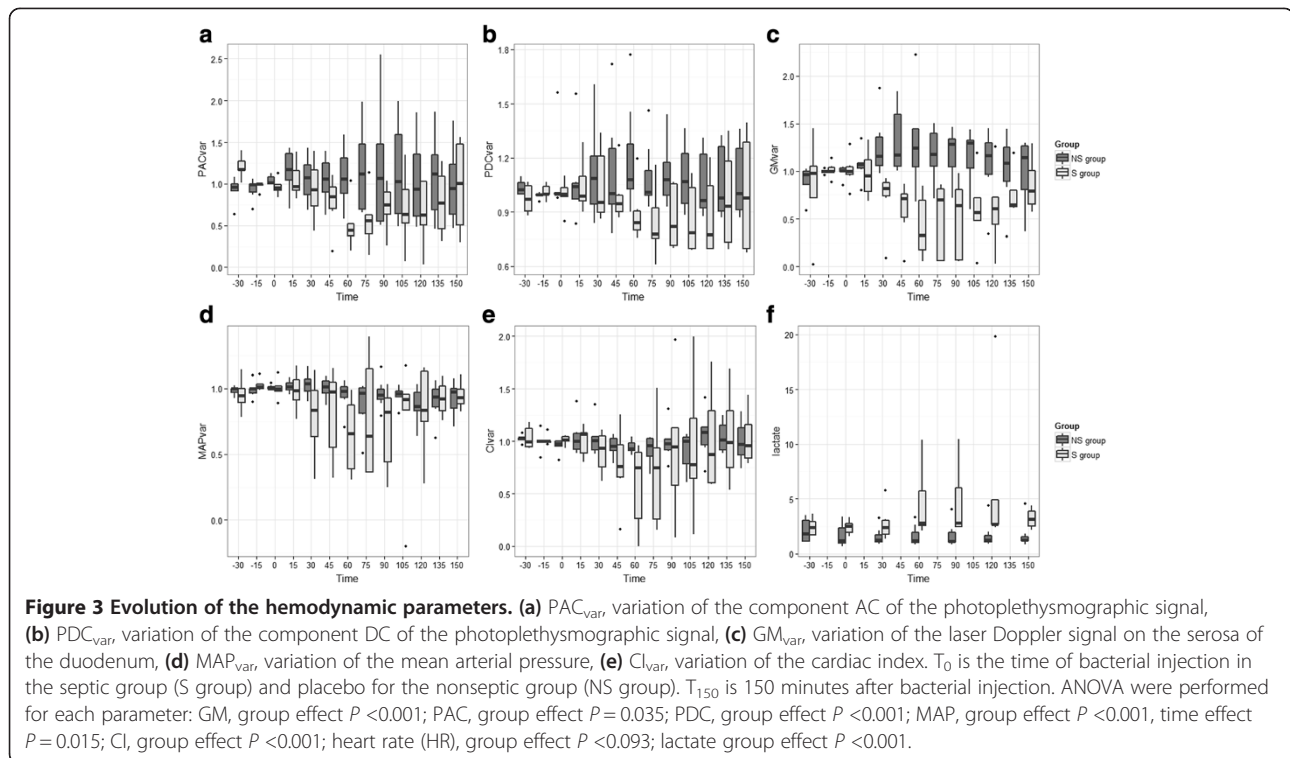 a
2.5
2.0
1.5
1.0
0.5
0.0
PACvar
-30 -15 0 15 30 45 60 75 90 105 120 135 150
Time
b
1.8
1.4
1.0
0.6
PDCvar
-30 -15 0 15 30 45 60 75 90 105 120 135 150
Time
c
2.0
1.5
1.0
0.5
0.0
GMvar
-30 -15 0 15 30 45 60 75 90 105 120 135 150
Time
Group
NS group
S group
d
1.0
0.5
0.0
MAPvar
-30 -15 0 15 30 45 60 75 90 105 120 135 150
Time
e
2.0
1.5
1.0
0.5
0.0
CIvar
-30 -15 0 15 30 45 60 75 90 105 120 135 150
Time
f
20
15
10
5
0
lactate
-30 -15 0 15 30 45 60 75 90 105 120 135 150
Time
Group
NS group
S group
Figure 3 Evolution of the hemodynamic parameters. (a) PACvar, variation of the component AC of the photoplethysmographic signal,
(b) PDCvar, variation of the component DC of the photoplethysmographic signal, (c) GMvar, variation of the laser Doppler signal on the serosa of
the duodenum, (d) MAPvar, variation of the mean arterial pressure, (e) CIvar, variation of the cardiac index. T0 is the time of bacterial injection in
the septic group (S group) and placebo for the nonseptic group (NS group). T150 is 150 minutes after bacterial injection. ANOVA were performed
for each parameter: GM, group effect P <0.001; PAC, group effect P = 0.035; PDC, group effect P <0.001; MAP, group effect P <0.001, time effect
P = 0.015; CI, group effect P <0.001; heart rate (HR), group effect P <0.093; lactate group effect P <0.001.